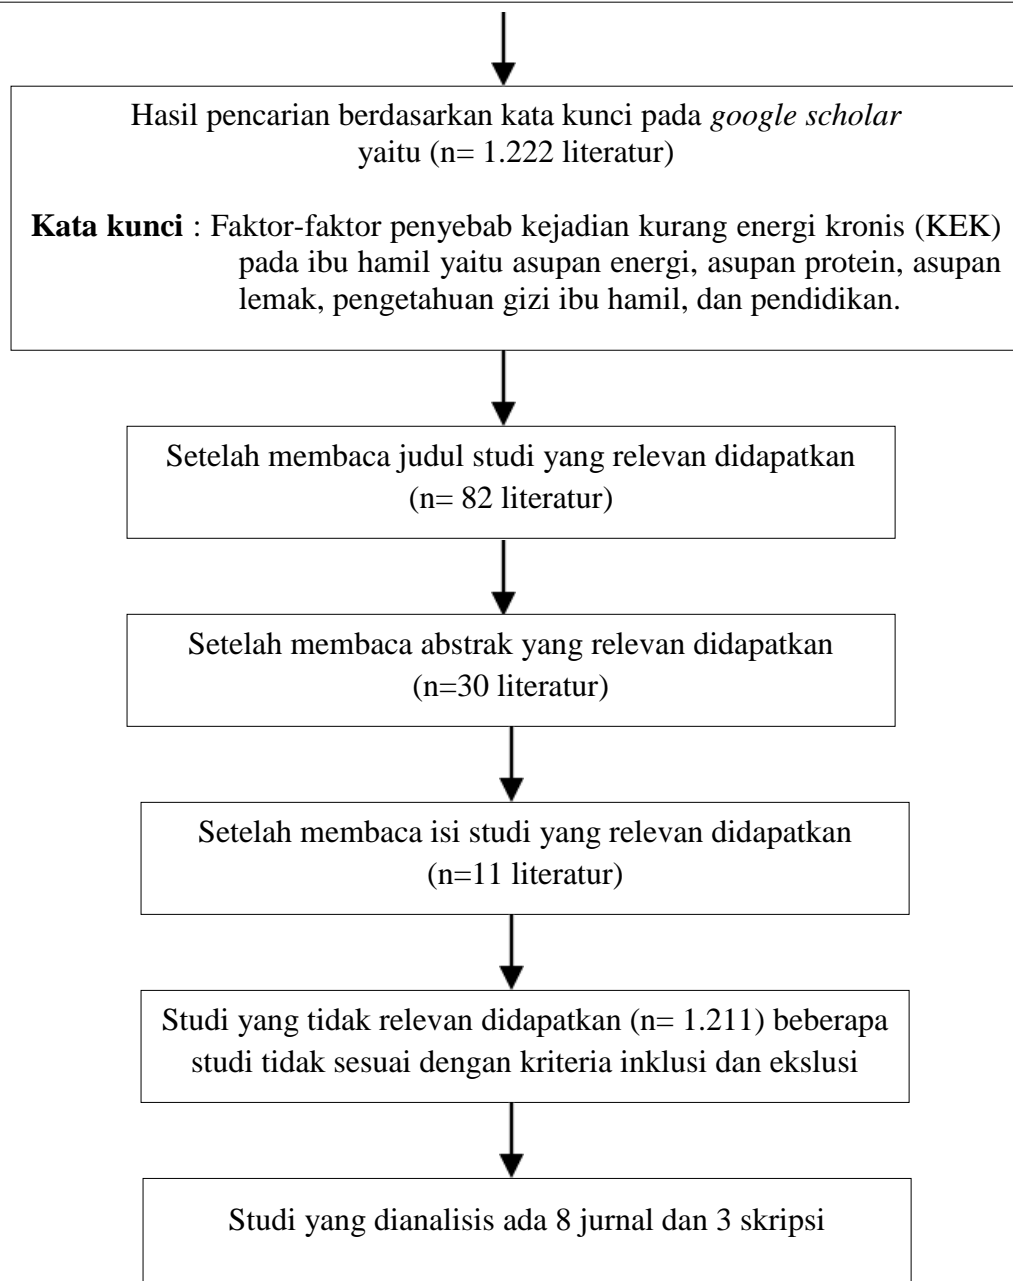 Hasil pencarian berdasarkan kata kunci pada google scholar
yaitu (n= 1.222 literatur)
Kata kunci : Faktor-faktor penyebab kejadian kurang energi kronis (KEK)
pada ibu hamil yaitu asupan energi, asupan protein, asupan
lemak, pengetahuan gizi ibu hamil, dan pendidikan.
Setelah membaca judul studi yang relevan didapatkan
(n= 82 literatur)
Setelah membaca abstrak yang relevan didapatkan
(n=30 literatur)
Setelah membaca isi studi yang relevan didapatkan
(n=11 literatur)
Studi yang tidak relevan didapatkan (n= 1.211) beberapa
studi tidak sesuai dengan kriteria inklusi dan ekslusi
Studi yang dianalisis ada 8 jurnal dan 3 skripsi